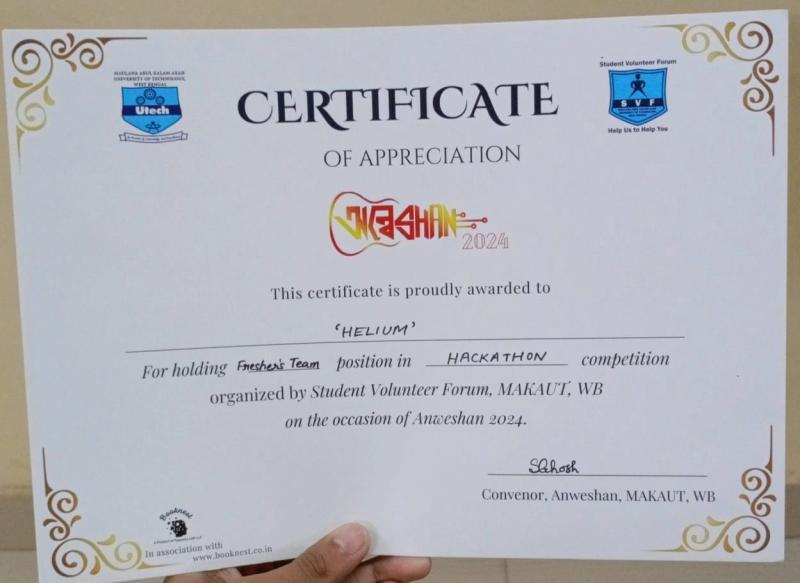 MAULANA ABUL KALAM AZAD
UNIVERSITY OF TECHNOLOGY,
WEST BENGAL
Utech
Student Volunteer Forum
SVF
Help Us to Help You
CERTIFICATE
OF APPRECIATION
অন্বেSHAN
2024
This certificate is proudly awarded to
'HELIUM'
For holding Fresher's Team position in HACKATHON competition
organized by Student Volunteer Forum, MAKAUT, WB
on the occasion of Anweshan 2024.
SGhosh
Convenor, Anweshan, MAKAUT, WB
Booknest
In association with
www.booknest.co.in